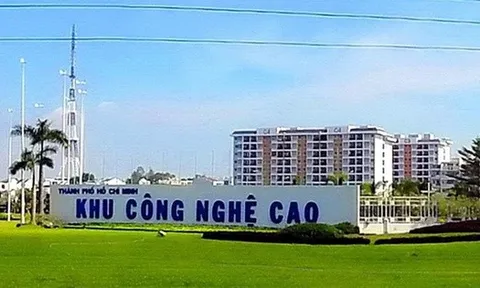 THÀNH PHỐ HỒ CHÍ MINH
KHU CÔNG NGHỆ CAO